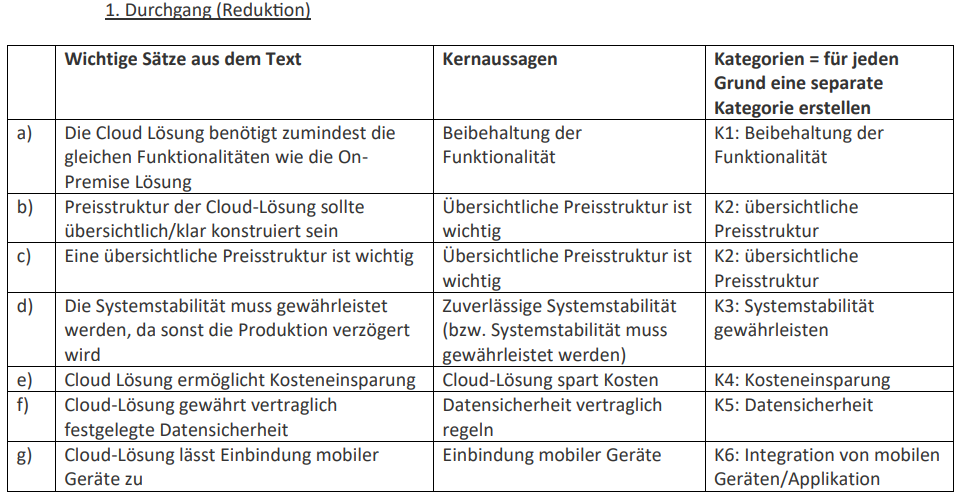 1. Durchgang (Reduktion)
Wichtige Sätze aus dem Text
Kernaussagen
Kategorien = für jeden
Grund eine separate
Kategorie erstellen
a)
Die Cloud Lösung benötigt zumindest die
gleichen Funktionalitäten wie die On-
Premise Lösung
Beibehaltung der
Funktionalität
K1: Beibehaltung der
Funktionalität
b)
Preisstruktur der Cloud-Lösung sollte
übersichtlich/klar konstruiert sein
Übersichtliche Preisstruktur ist
wichtig
K2: übersichtliche
Preisstruktur
c)
Eine übersichtliche Preisstruktur ist wichtig
Übersichtliche Preisstruktur ist
wichtig
K2: übersichtliche
Preisstruktur
d)
Die Systemstabilität muss gewährleistet
werden, da sonst die Produktion verzögert
wird
Zuverlässige Systemstabilität
(bzw. Systemstabilität muss
gewährleistet werden)
K3: Systemstabilität
gewährleisten
e)
Cloud Lösung ermöglicht Kosteneinsparung
Cloud-Lösung spart Kosten
K4: Kosteneinsparung
f)
Cloud-Lösung gewährt vertraglich
festgelegte Datensicherheit
Datensicherheit vertraglich
regeln
K5: Datensicherheit
g)
Cloud-Lösung lässt Einbindung mobiler
Geräte zu
Einbindung mobiler Geräte
K6: Integration von mobilen
Geräten/Applikation